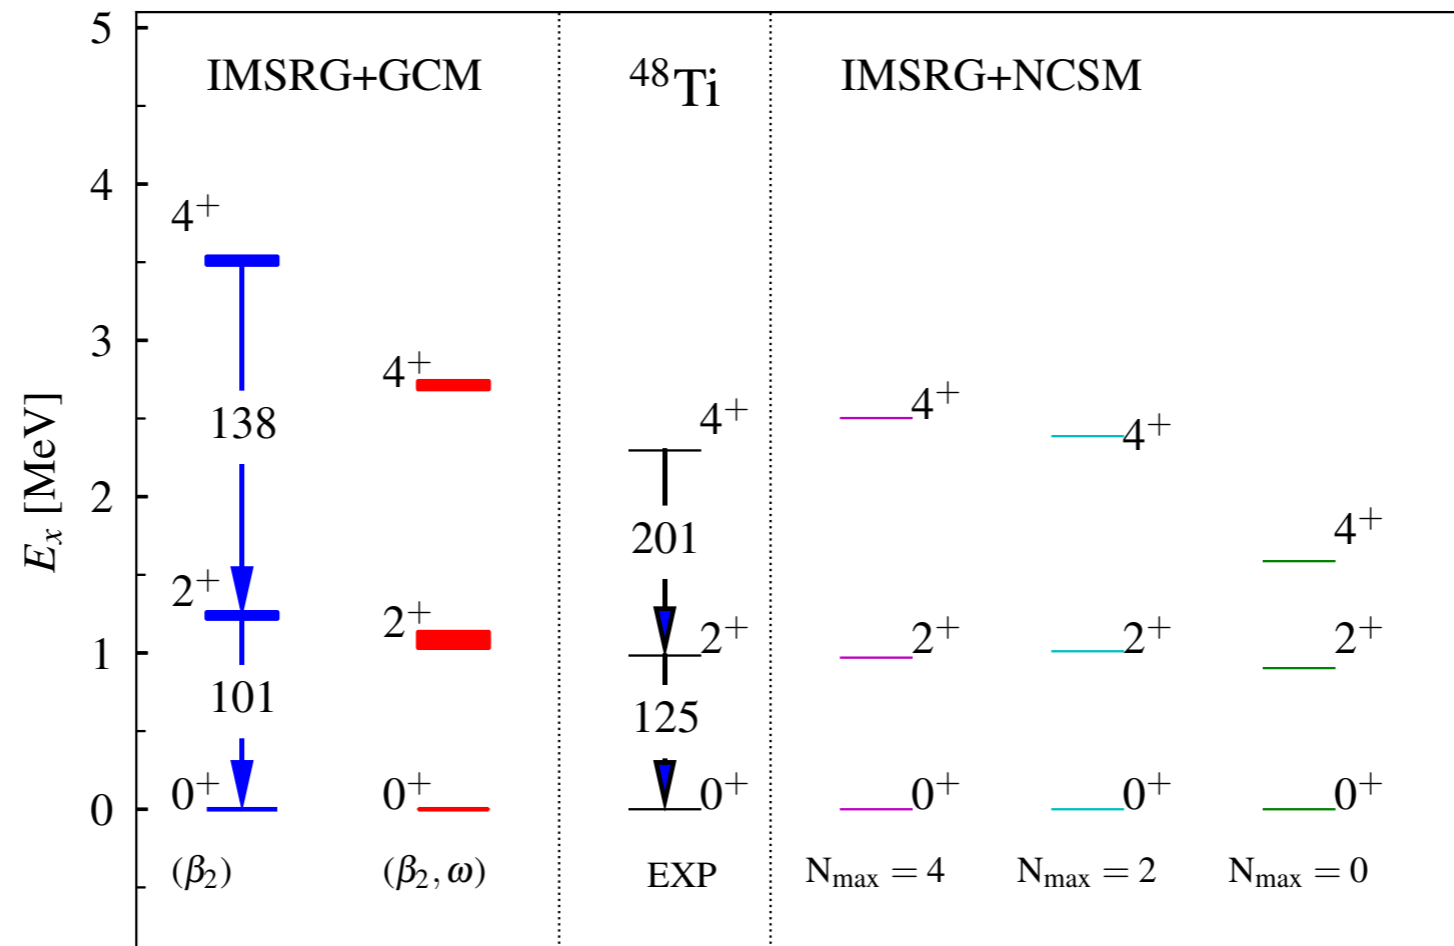 5
IMSRG+GCM
⁴⁸Ti
IMSRG+NCSM
4
4⁺
3
4⁺
4⁺
4⁺
4⁺
138
2
201
4⁺
2⁺
2⁺
2⁺
2⁺
2⁺
2⁺
1
101
125
0
0⁺
0⁺
0⁺
0⁺
0⁺
0⁺
(β₂)
(β₂, ω)
EXP
Nₘₐₓ = 4
Nₘₐₓ = 2
Nₘₐₓ = 0
Eₓ [MeV]